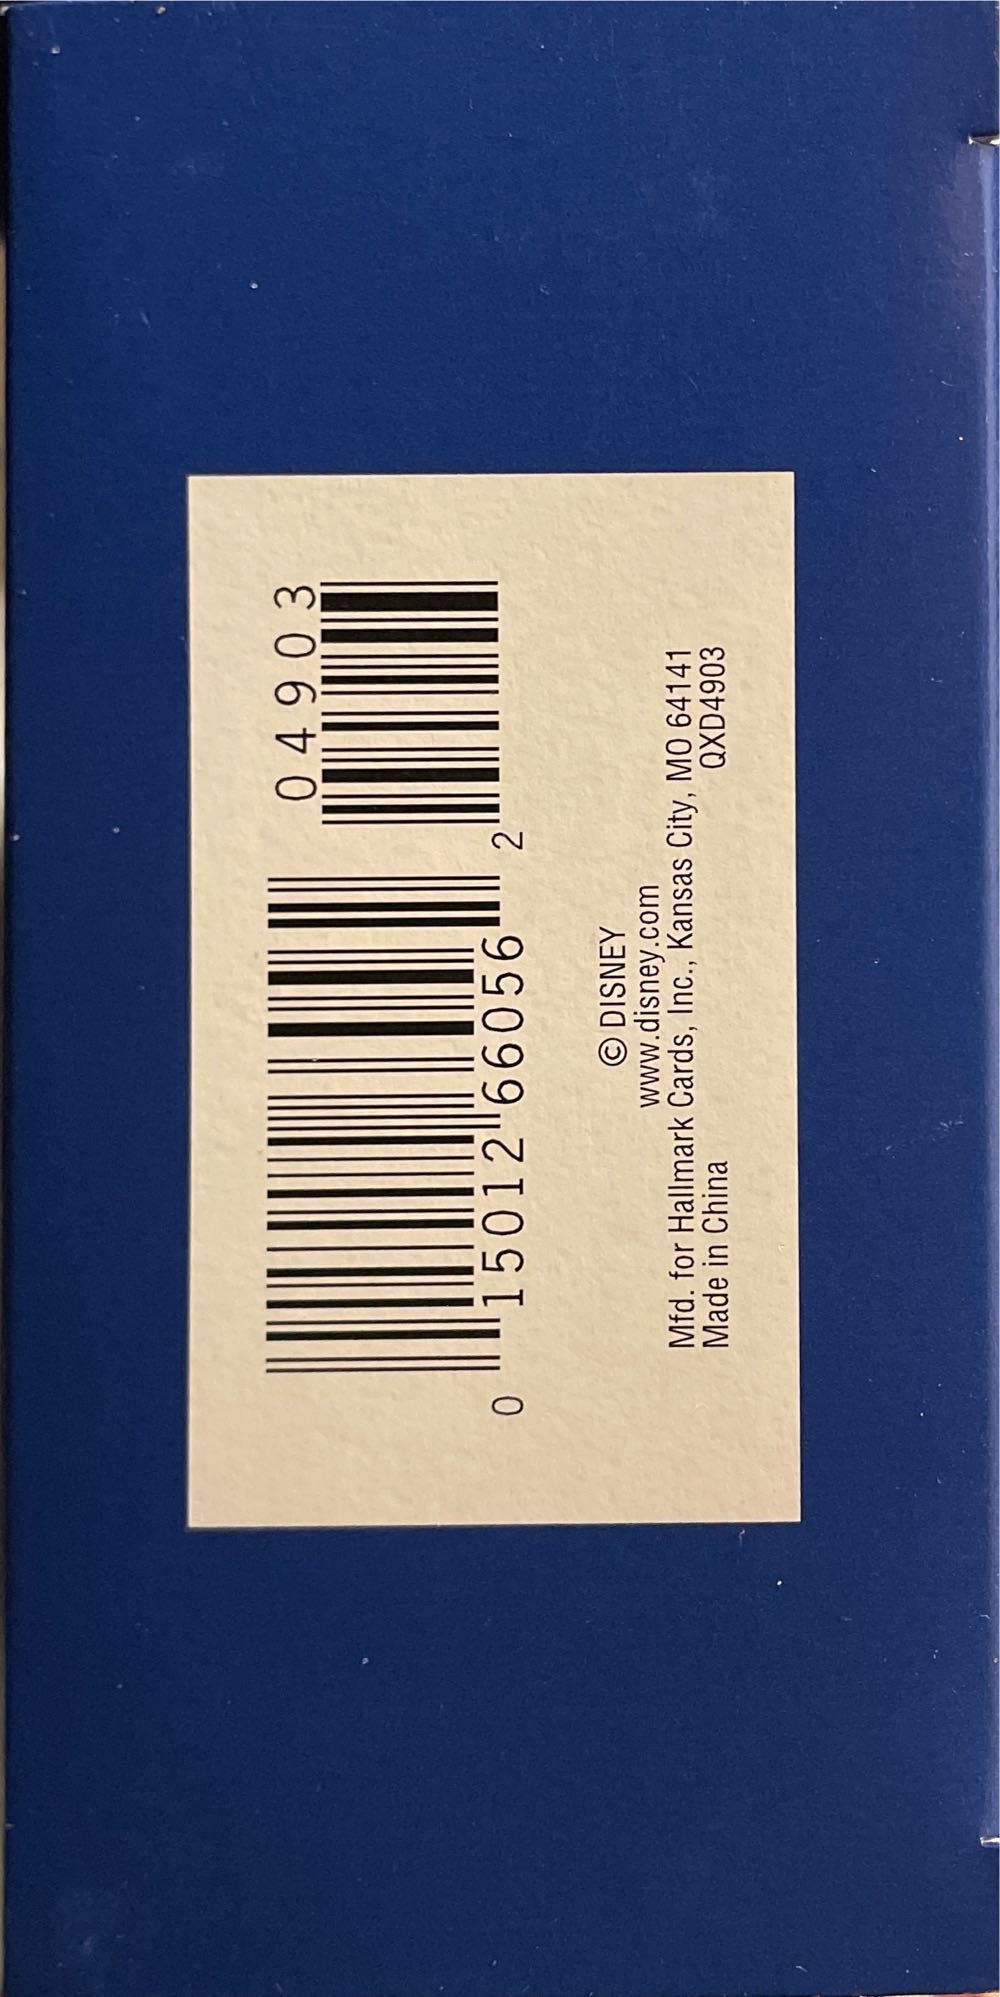 04903
0 15012 66056 2
© DISNEY
www.disney.com
Mfd. for Hallmark Cards, Inc., Kansas City, MO 64141
Made in China QXD4903